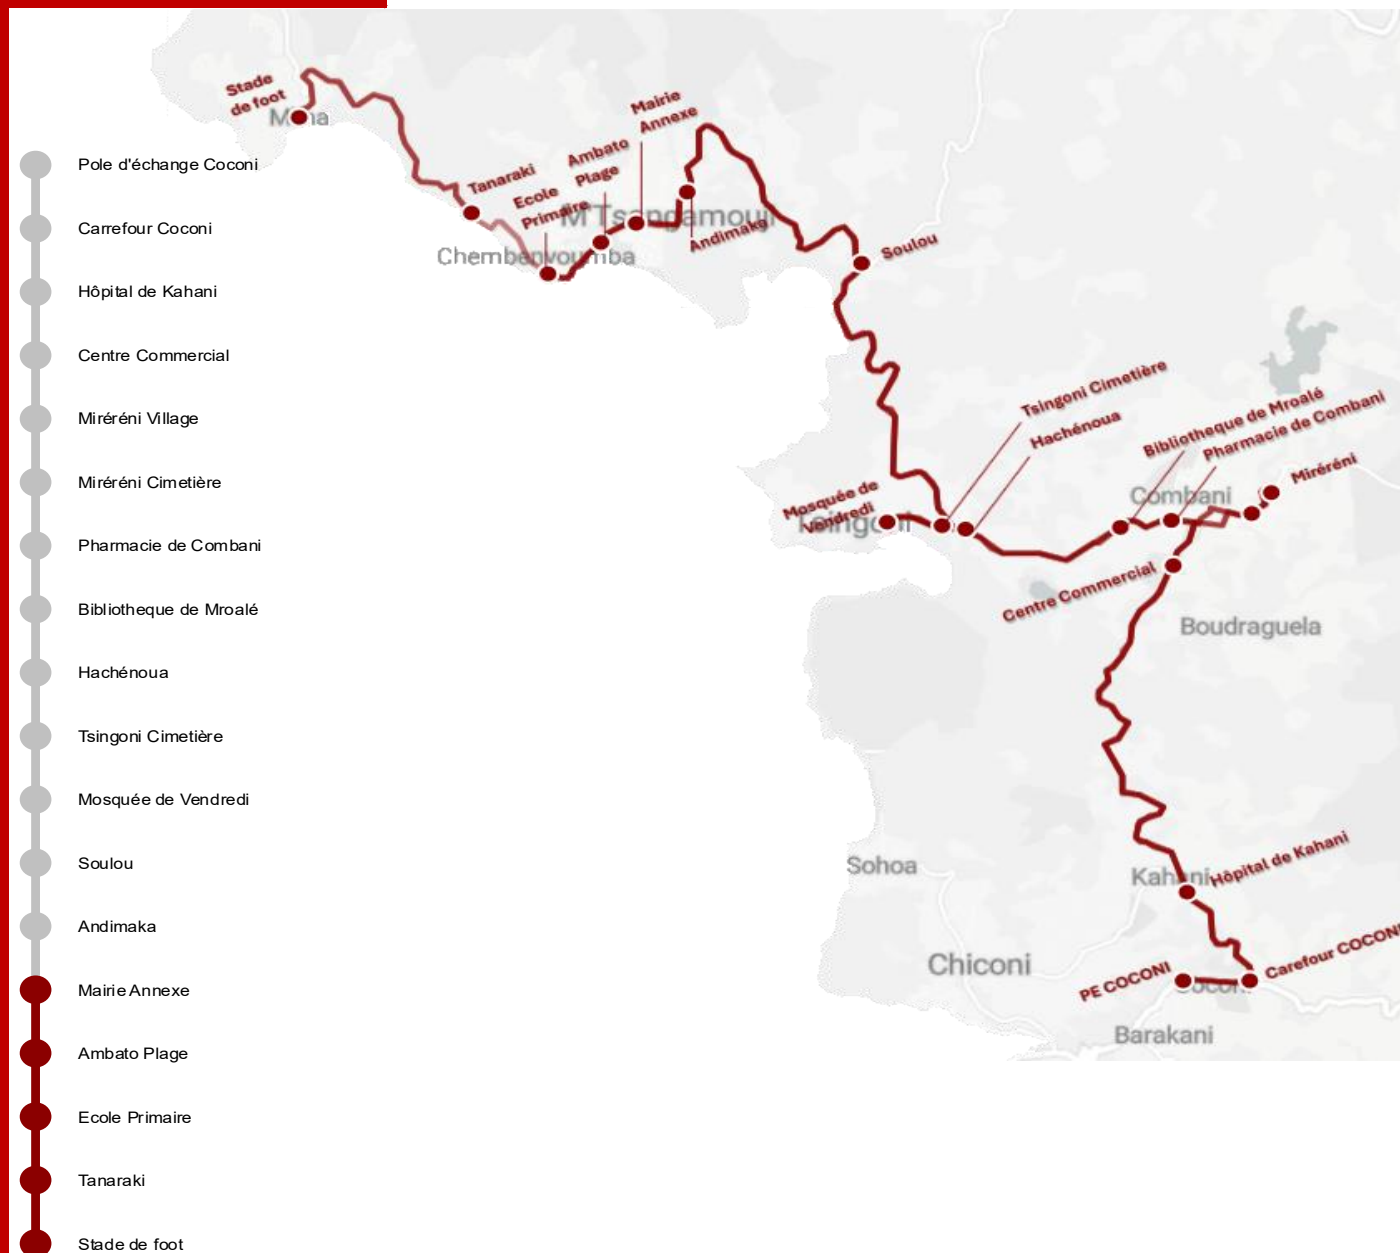 Pole d'échange Coconi
Carrefour Coconi
Hôpital de Kahani
Centre Commercial
Miréréni Village
Miréréni Cimetière
Pharmacie de Combani
Bibliotheque de Mroalé
Hachénoua
Tsingoni Cimetière
Mosquée de Vendredi
Soulou
Andimaka
Mairie Annexe
Ambato Plage
Ecole Primaire
Tanaraki
Stade de foot
Stade
de foot
Tanaraki
Ecole
Primaire
Ambato
Plage
Mairie
Annexe
M'Tsangamouji
Andimaka
Chembenyoumba
Soulou
Tsingoni Cimetière
Hachénoua
Bibliotheque de Mroalé
Pharmacie de Combani
Miréréni
Combani
Mosquée de
vendredi
Tsingoni
Centre Commercial
Boudraguela
Sohoa
Kahani
Hôpital de Kahani
Chiconi
PE COCONI
Coconi
Carefour COCONI
Barakani